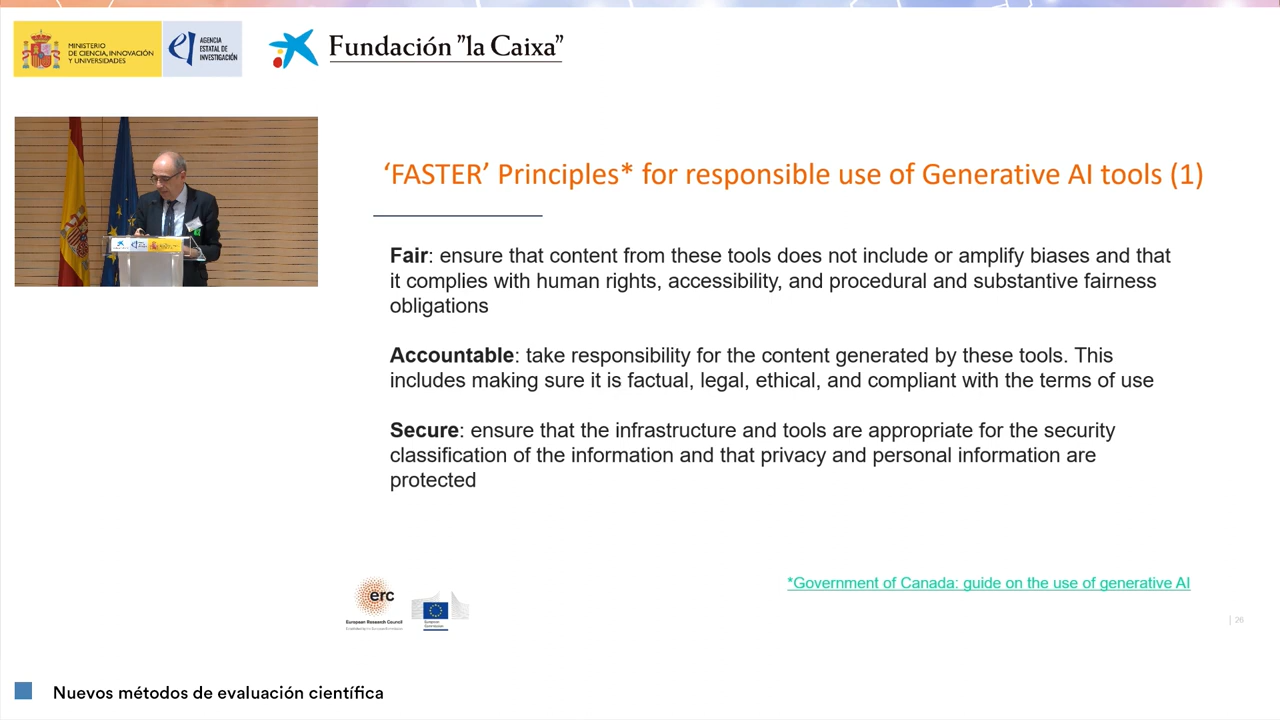 MINISTERIO
DE CIENCIA, INNOVACIÓN
Y UNIVERSIDADES
AGENCIA
ESTATAL DE
INVESTIGACIÓN
Fundación "la Caixa"
‘FASTER’ Principles* for responsible use of Generative AI tools (1)
Fair: ensure that content from these tools does not include or amplify biases and that
it complies with human rights, accessibility, and procedural and substantive fairness
obligations
Accountable: take responsibility for the content generated by these tools. This
includes making sure it is factual, legal, ethical, and compliant with the terms of use
Secure: ensure that the infrastructure and tools are appropriate for the security
classification of the information and that privacy and personal information are
protected
*Government of Canada: guide on the use of generative AI
erc
European Research Council
European
Commission
| 26
Nuevos métodos de evaluación científica